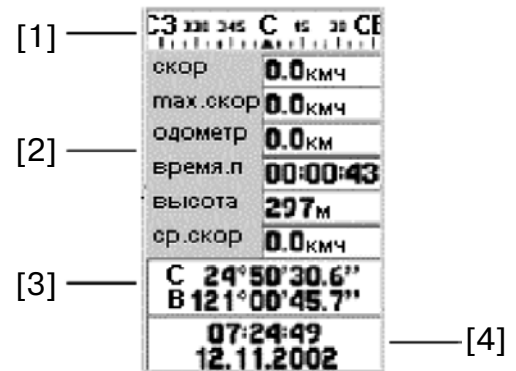 [1]
СЗ 330 345 С 15 30 СВ
[2]
скор 0.0кмч
max.скор 0.0кмч
одометр 0.0км
время.п 00:00:43
высота 297м
ср.скор 0.0кмч
[3]
С 24°50'30.6"
В 121°00'45.7"
07:24:49
12.11.2002
[4]